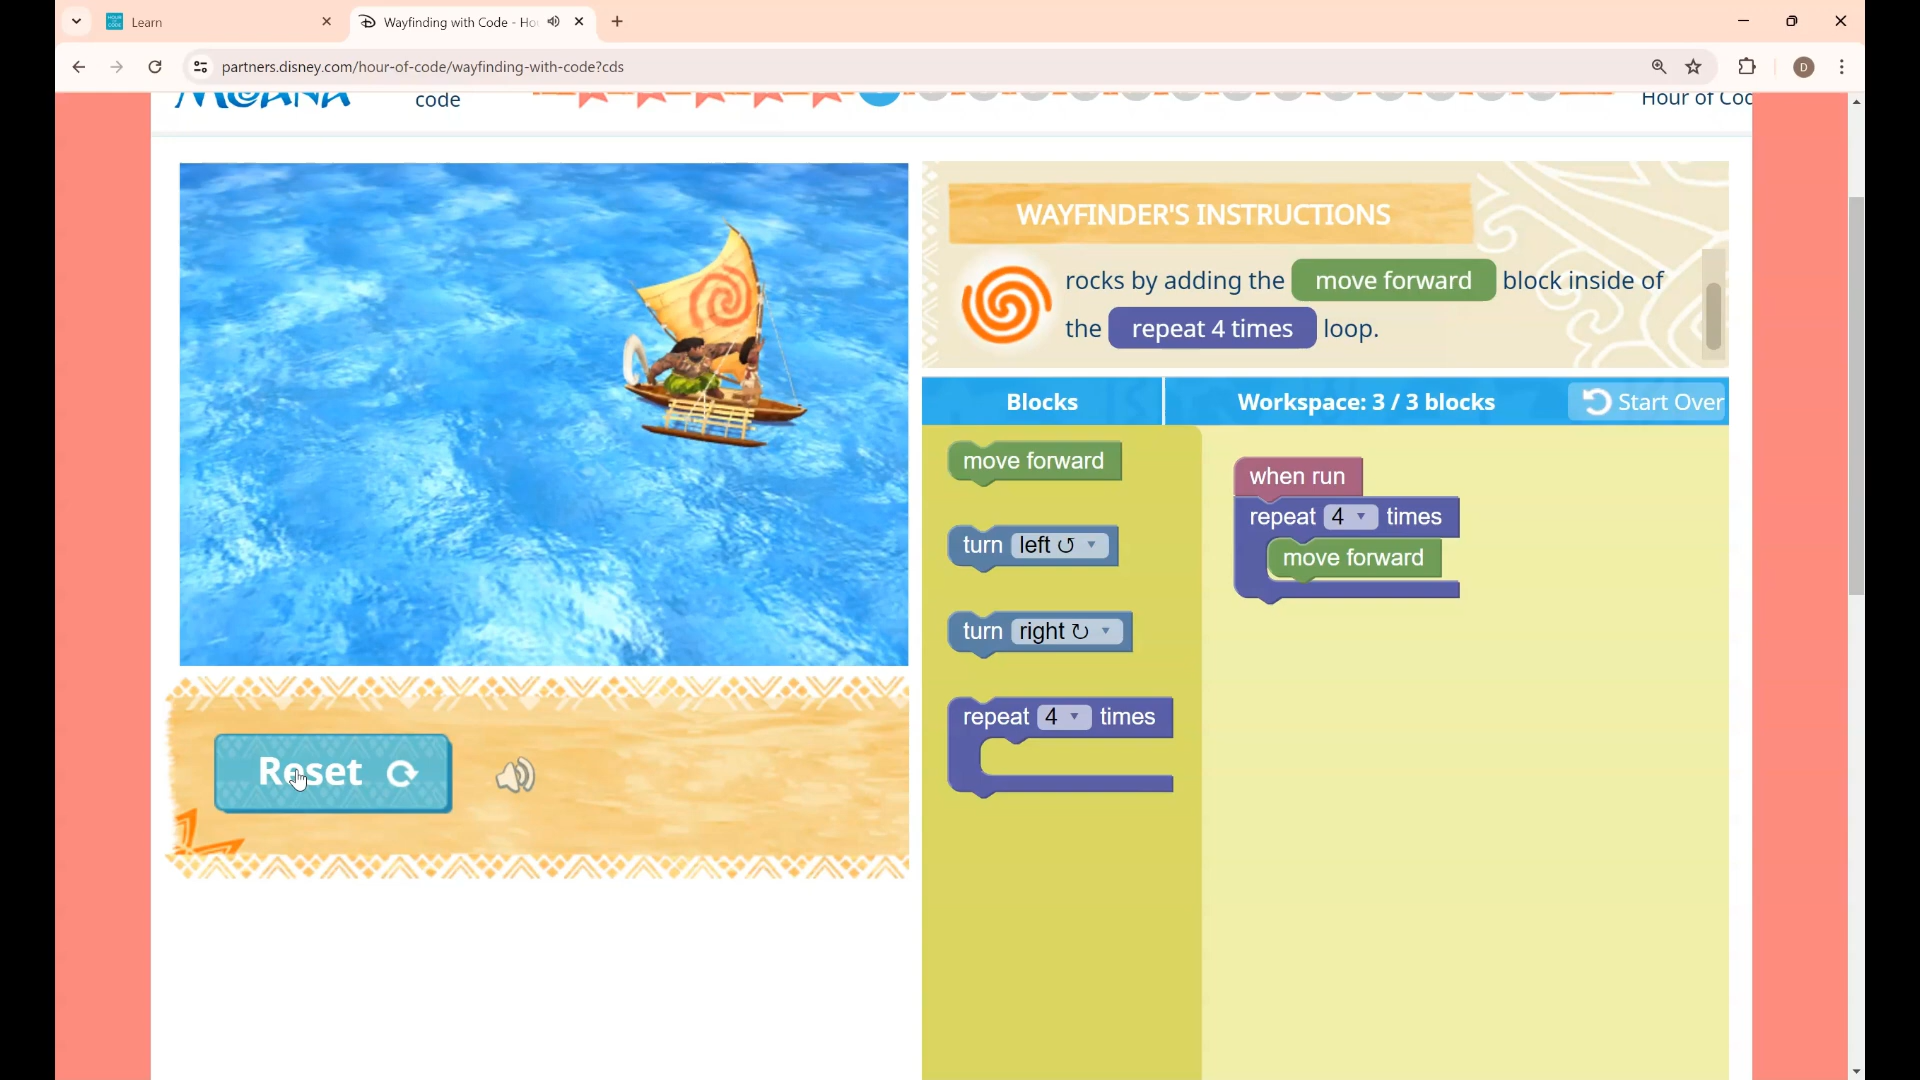 Learn
Wayfinding with Code - Ho
partners.disney.com/hour-of-code/wayfinding-with-code?cds
D
MOANA
code
Hour of Coc
WAYFINDER'S INSTRUCTIONS
rocks by adding the move forward block inside of
the repeat 4 times loop.
Blocks
Workspace: 3 / 3 blocks
Start Over
move forward
turn left ↺
turn right ↻
repeat 4 times
when run
repeat 4 times
move forward
Reset